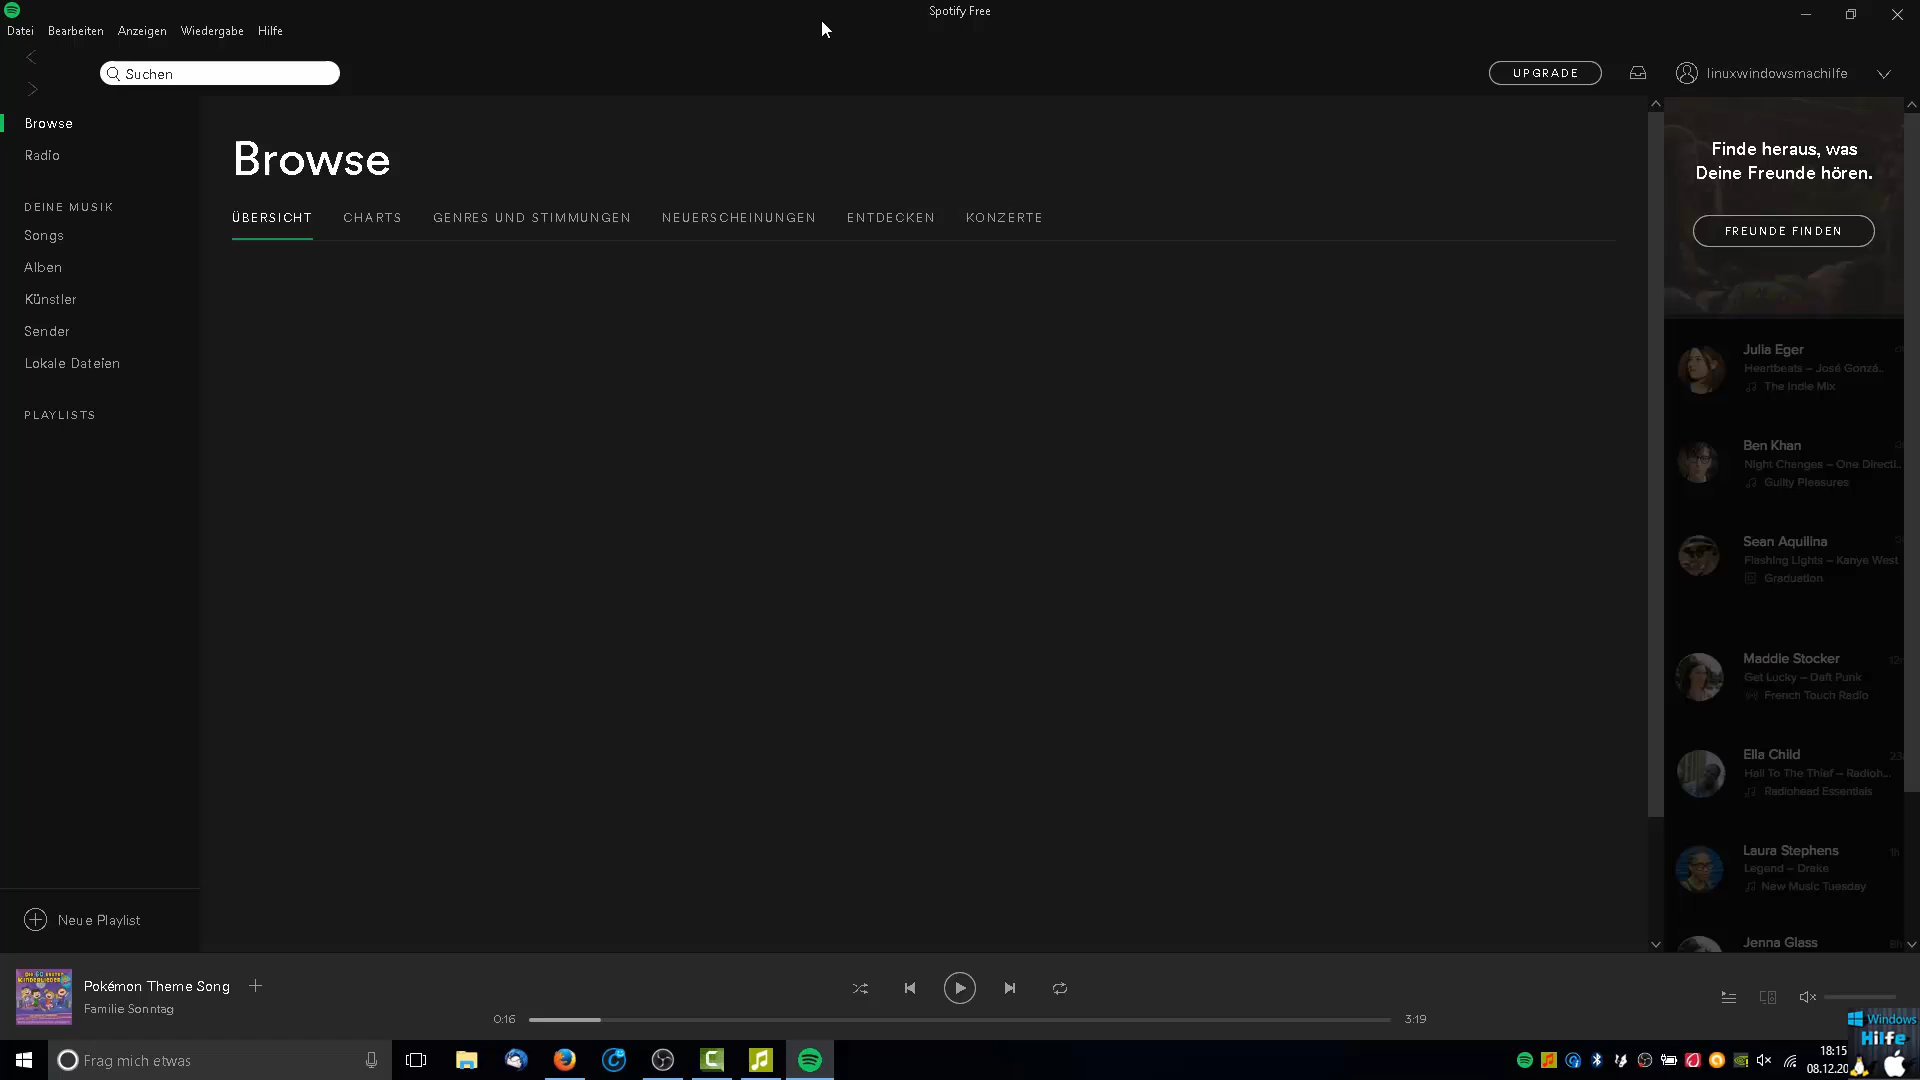 Spotify Free
Datei Bearbeiten Anzeigen Wiedergabe Hilfe
Suchen
UPGRADE
linuxwindowsmachilfe
Browse
Radio
DEINE MUSIK
Songs
Alben
Künstler
Sender
Lokale Dateien
PLAYLISTS
Neue Playlist
Browse
ÜBERSICHT CHARTS GENRES UND STIMMUNGEN NEUERSCHEINUNGEN ENTDECKEN KONZERTE
Finde heraus, was
Deine Freunde hören.
FREUNDE FINDEN
Julia Eger
Heartbeats – José Gonzá...
The Indie Mix
Ben Khan
Night Changes – One Directi...
Guilty Pleasures
Sean Aquilina
Flashing Lights – Kanye West
Graduation
Maddie Stocker
Get Lucky – Daft Punk
French Touch Radio
Ella Child
Hail To The Thief – Radioh...
Radiohead Essentials
Laura Stephens 1h
Legend – Drake
New Music Tuesday
Jenna Glass
Pokémon Theme Song
Familie Sonntag
0:16
3:19
Frag mich etwas
18:15
08.12.20
Windows
Hilfe